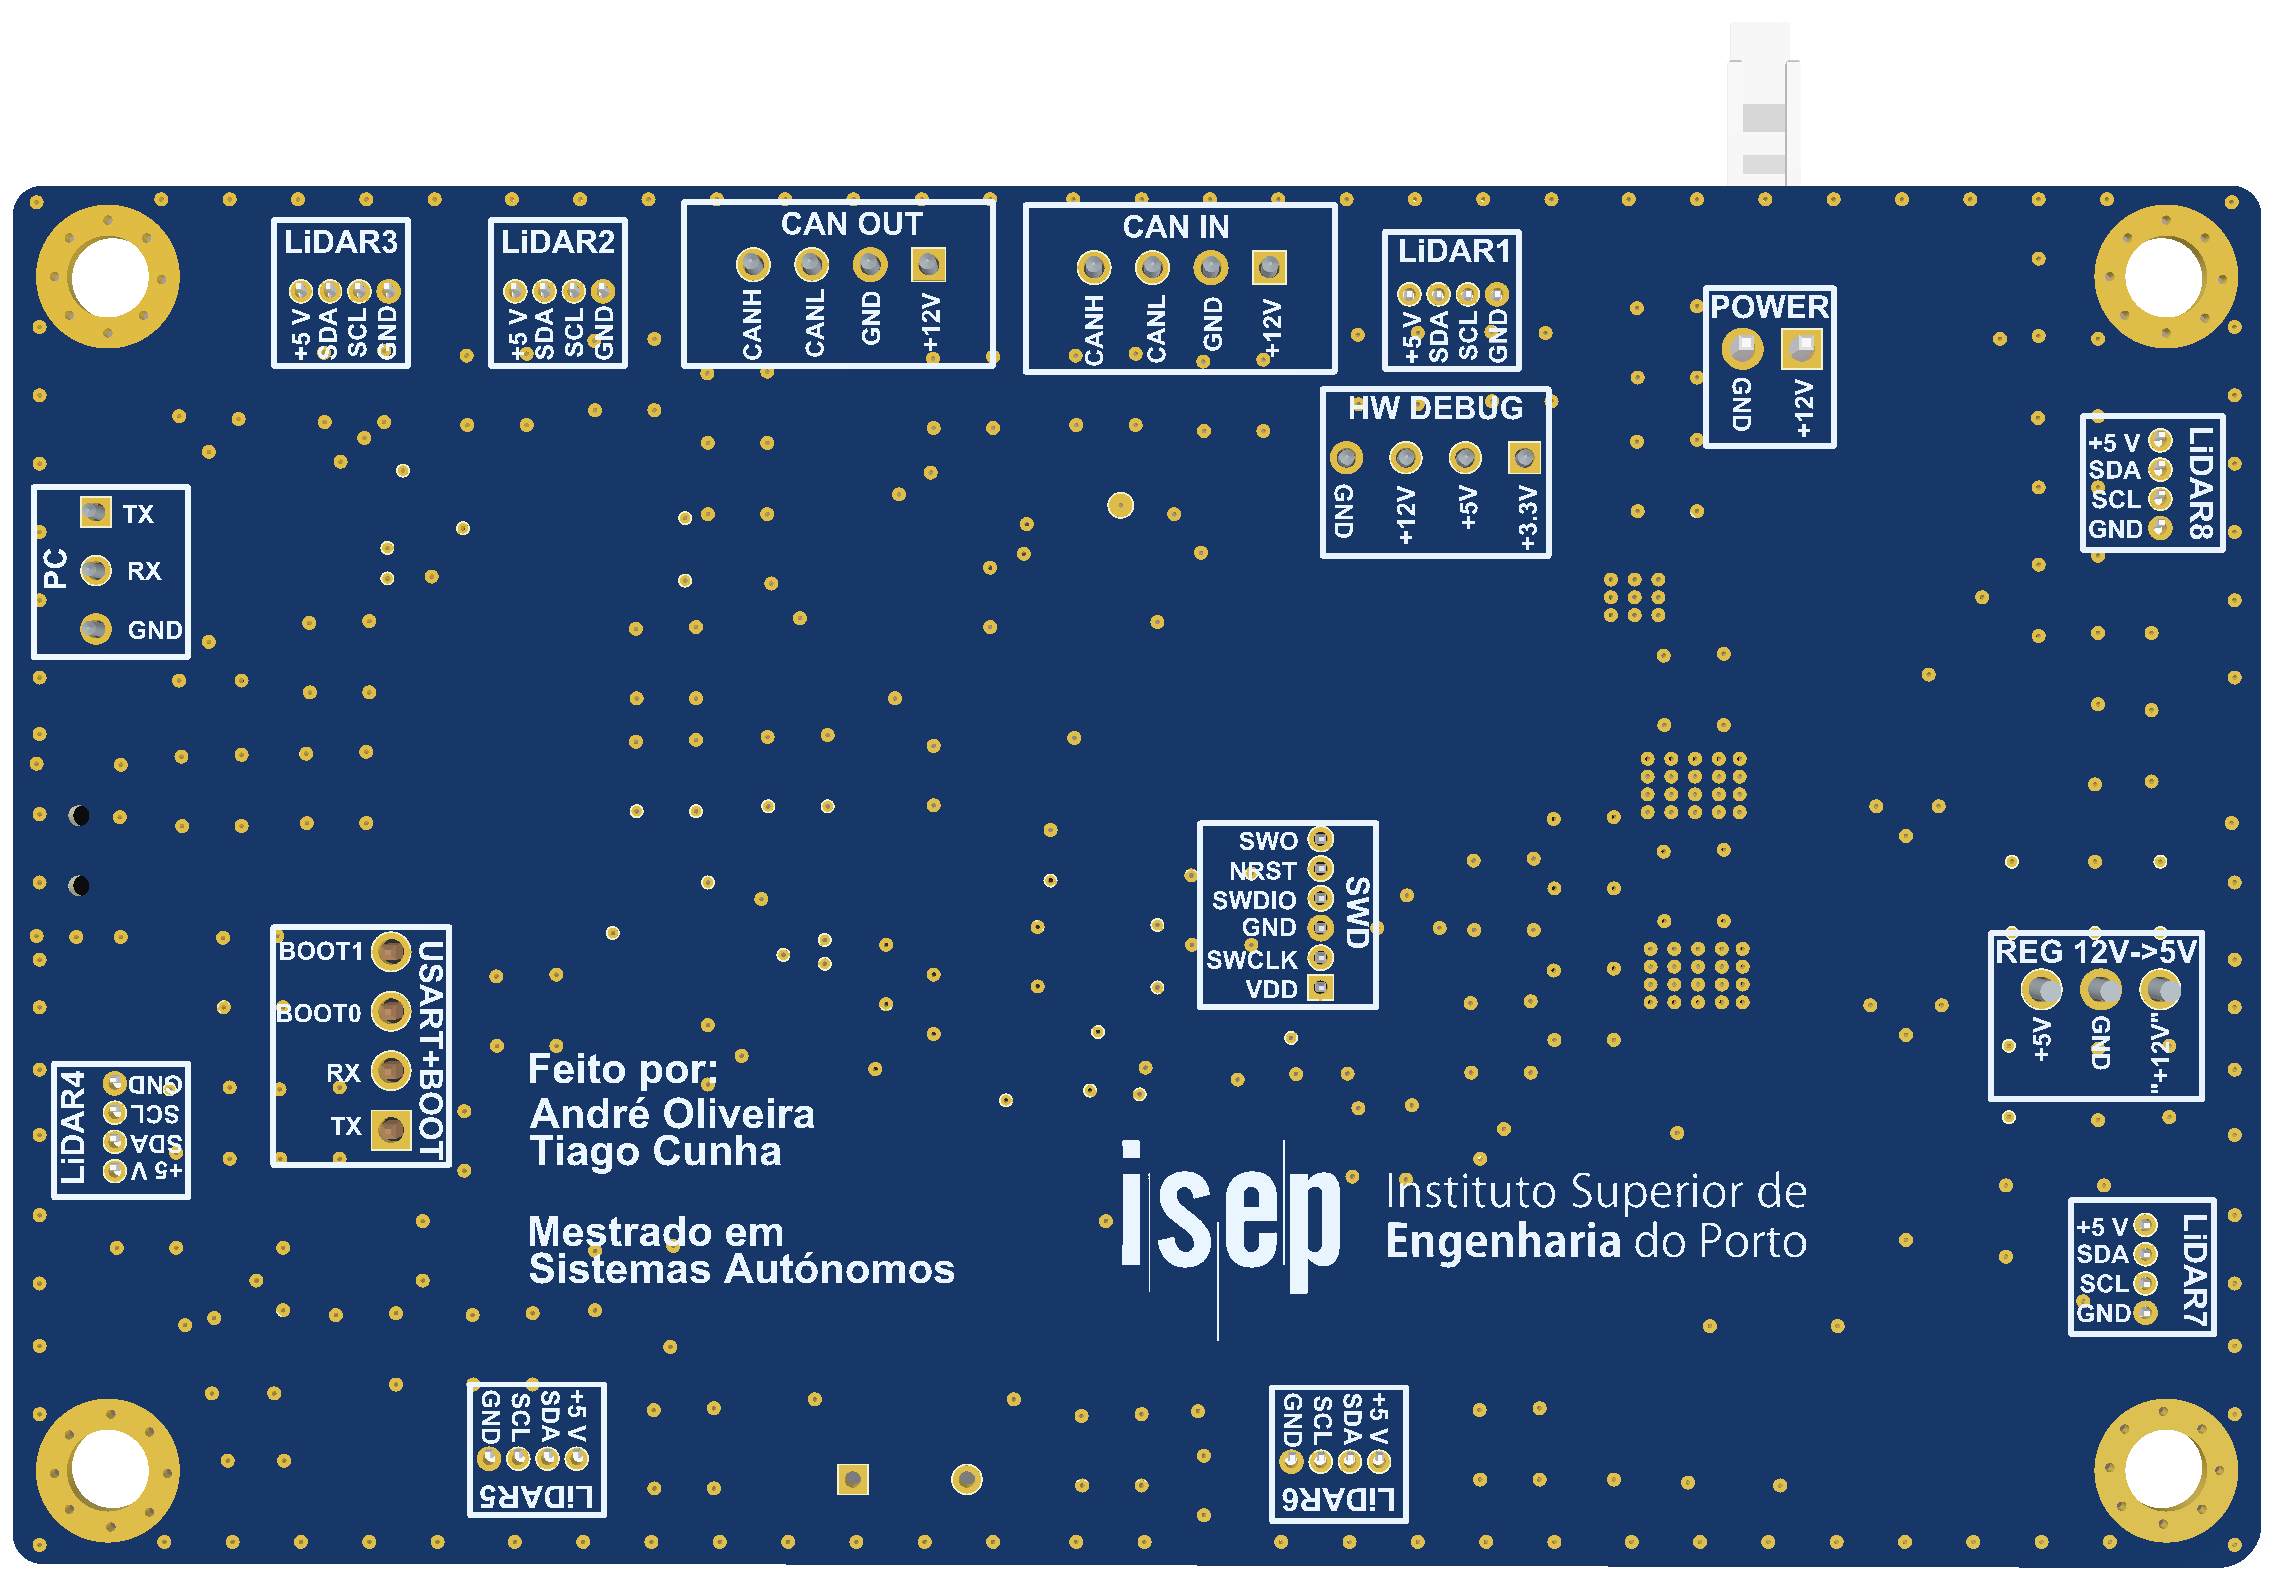 LiDAR3
+5 V
SDA
SCL
GND
LiDAR2
+5 V
SDA
SCL
GND
CAN OUT
CANH
CANL
GND
+12V
CAN IN
CANH
CANL
GND
+12V
LiDAR1
+5V
SDA
SCL
GND
POWER
GND
+12V
HW DEBUG
GND
+12V
+5V
+3.3V
LiDAR8
+5 V
SDA
SCL
GND
PC
TX
RX
GND
SWD
SWO
NRST
SWDIO
GND
SWCLK
VDD
USART+BOOT
BOOT1
BOOT0
RX
TX
REG 12V->5V
+5V
GND
"+12V"
LiDAR4
GND
SCL
SDA
+5 V
Feito por:
André Oliveira
Tiago Cunha
Mestrado em
Sistemas Autónomos
isep
Instituto Superior de
Engenharia do Porto
LiDAR7
+5 V
SDA
SCL
GND
GND
SCL
SDA
+5 V
LiDAR5
GND
SCL
SDA
+5 V
LiDAR6